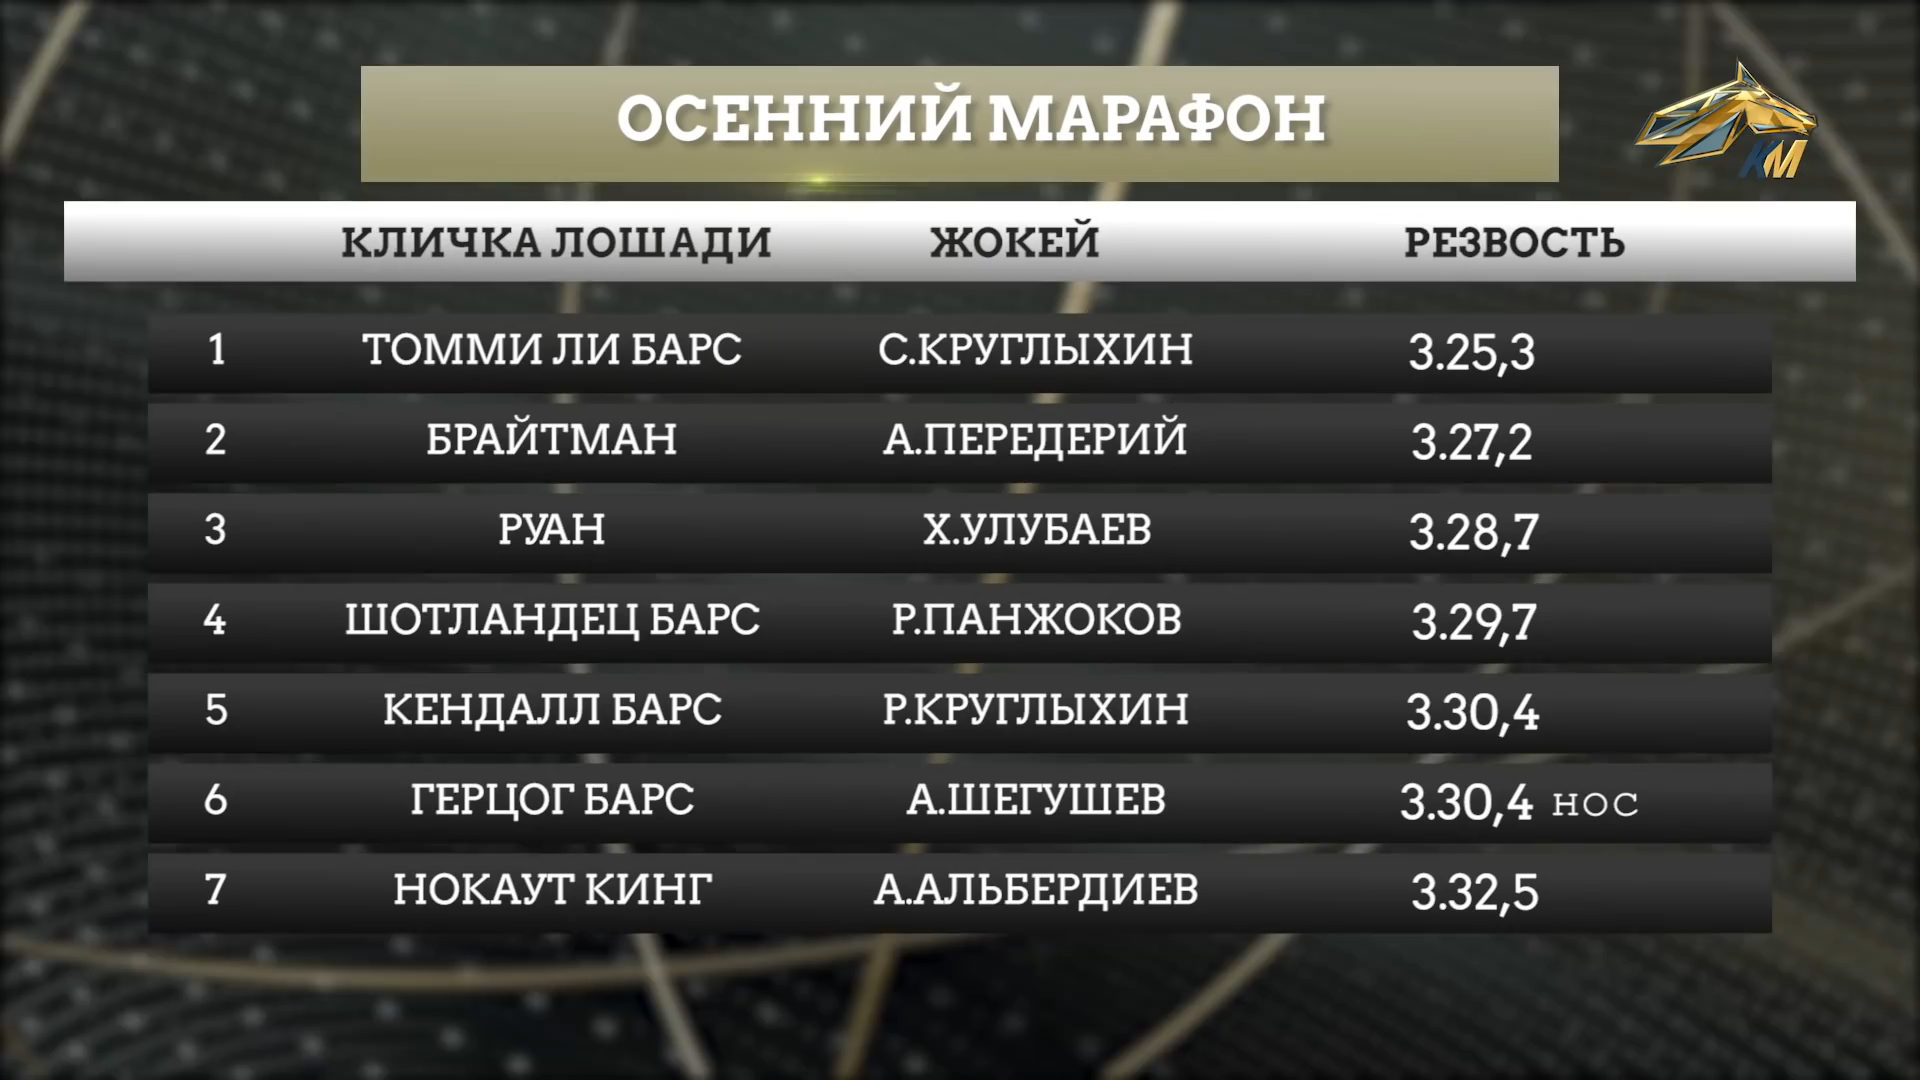 ОСЕННИЙ МАРАФОН
КМ
КЛИЧКА ЛОШАДИ ЖОКЕЙ РЕЗВОСТЬ
1 ТОММИ ЛИ БАРС С.КРУГЛЫХИН 3.25,3
2 БРАЙТМАН А.ПЕРЕДЕРИЙ 3.27,2
3 РУАН Х.УЛУБАЕВ 3.28,7
4 ШОТЛАНДЕЦ БАРС Р.ПАНЖОКОВ 3.29,7
5 КЕНДАЛЛ БАРС Р.КРУГЛЫХИН 3.30,4
6 ГЕРЦОГ БАРС А.ШЕГУШЕВ 3.30,4 НОС
7 НОКАУТ КИНГ А.АЛЬБЕРДИЕВ 3.32,5